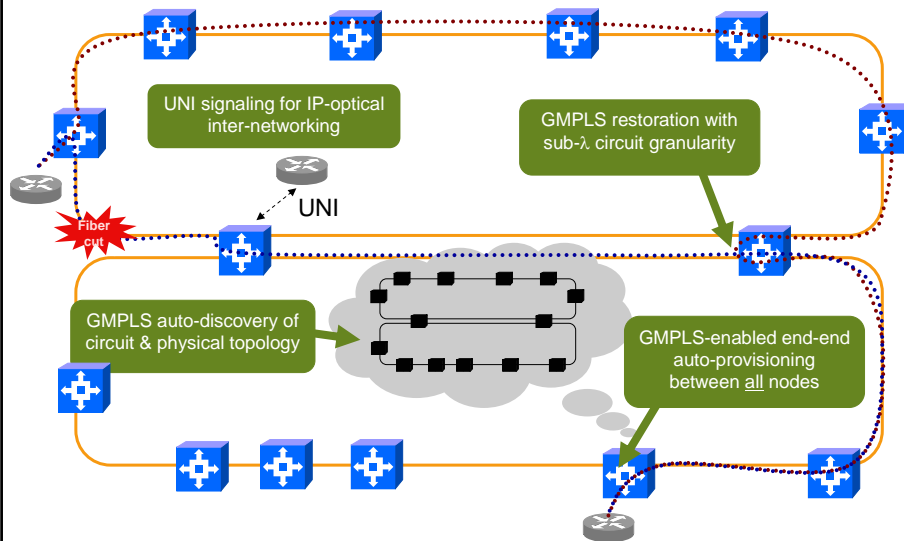 UNI signaling for IP-optical
inter-networking
GMPLS restoration with
sub-λ circuit granularity
UNI
Fiber
cut
GMPLS auto-discovery of
circuit & physical topology
GMPLS-enabled end-end
auto-provisioning
between all nodes